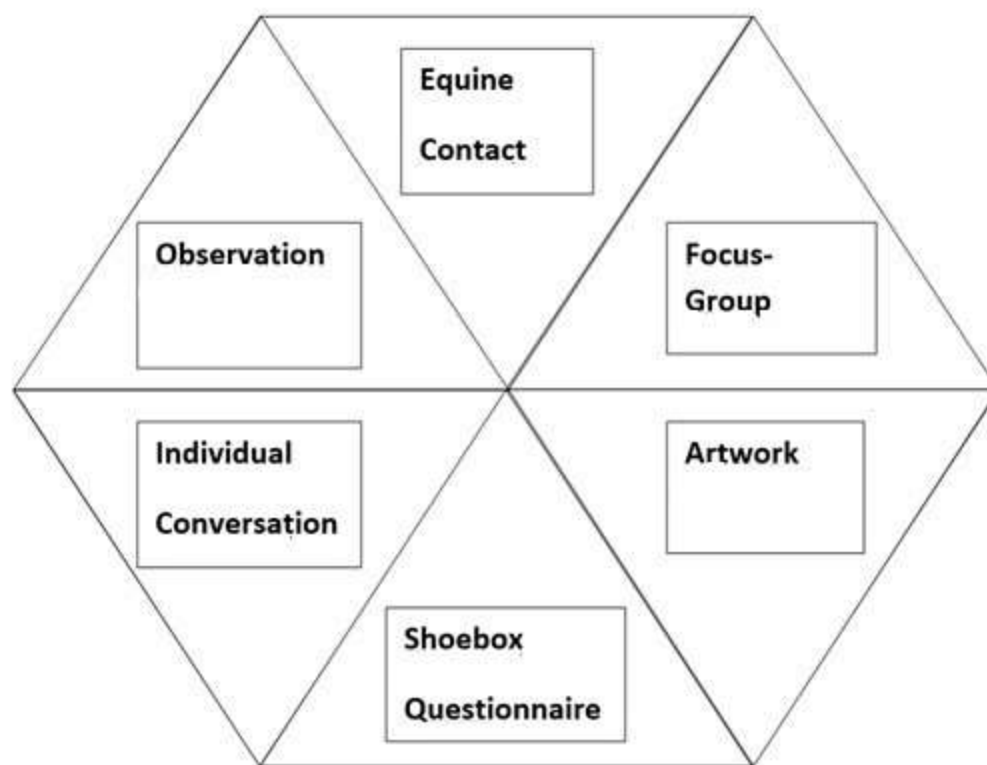 Equine
Contact
Observation
Focus-
Group
Individual
Conversation
Artwork
Shoebox
Questionnaire